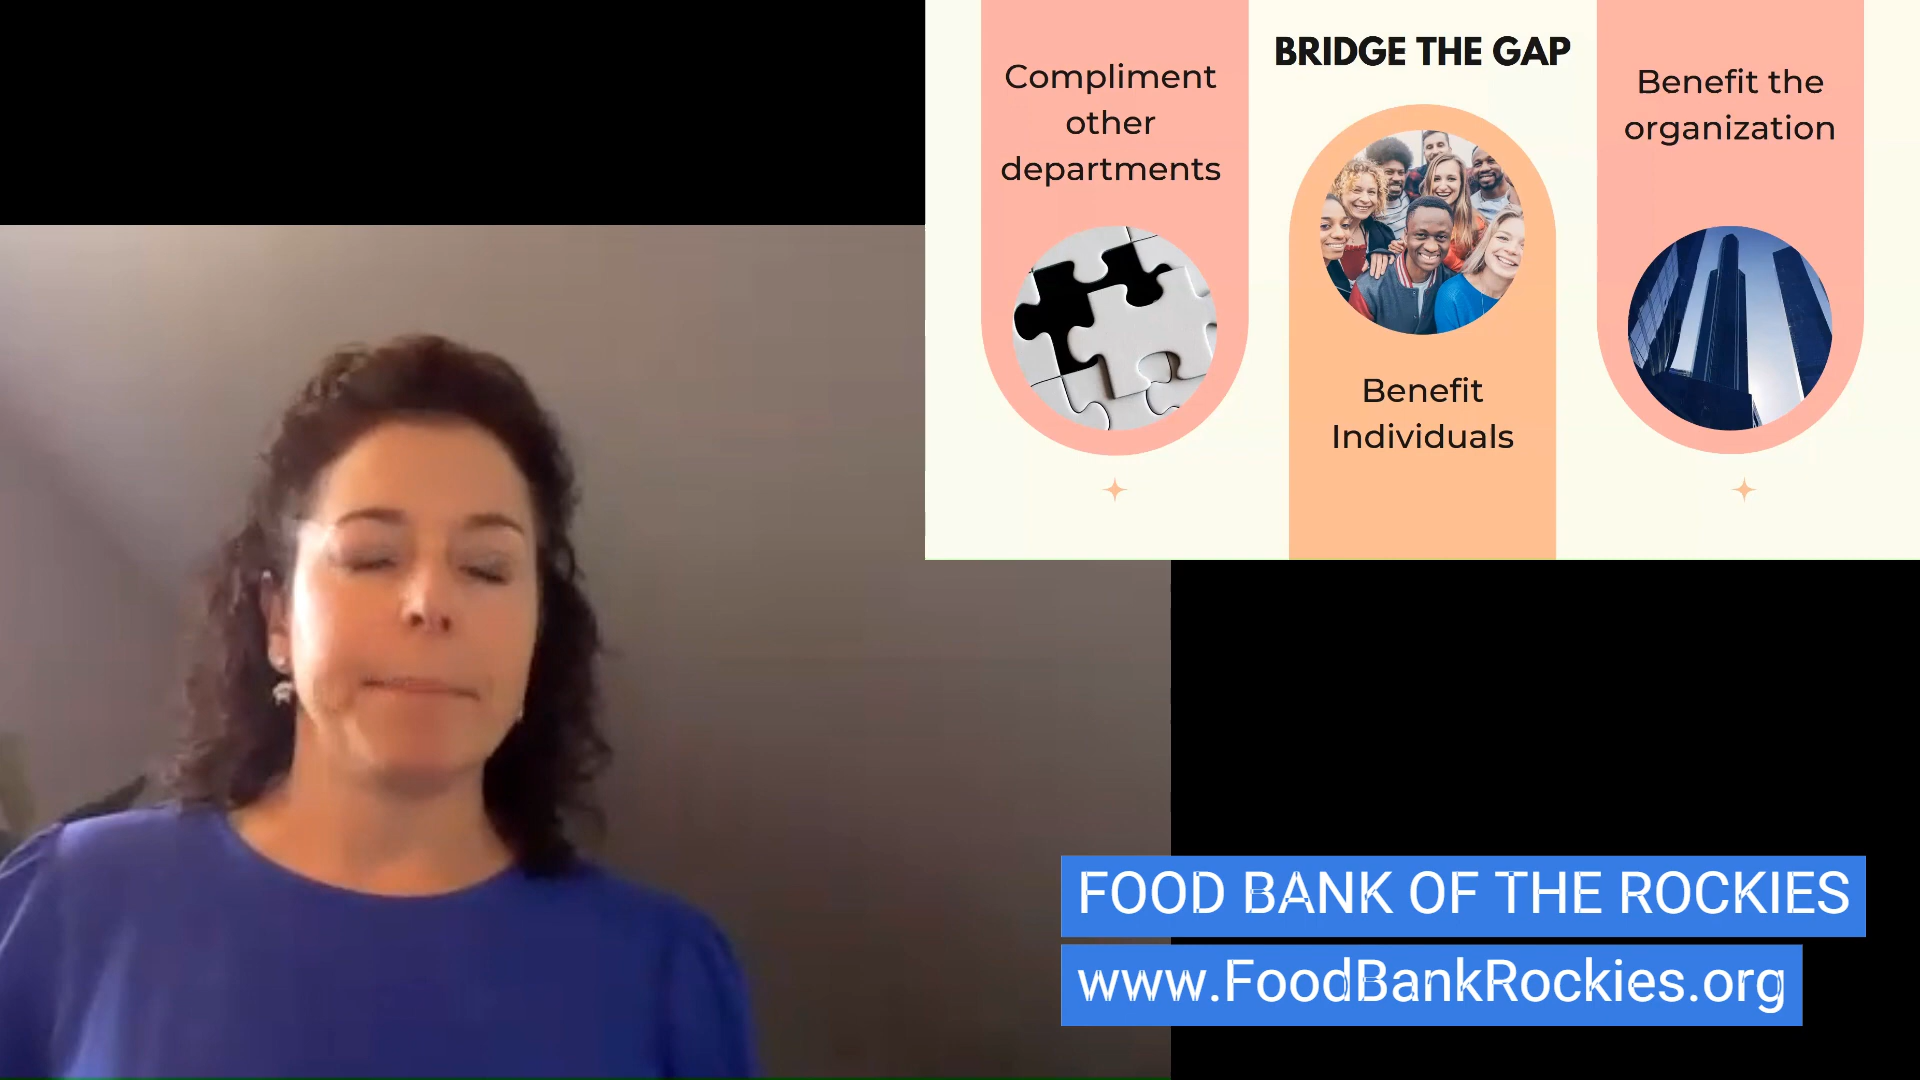 BRIDGE THE GAP
Compliment
other
departments
Benefit
Individuals
Benefit the
organization
FOOD BANK OF THE ROCKIES
www.FoodBankRockies.org